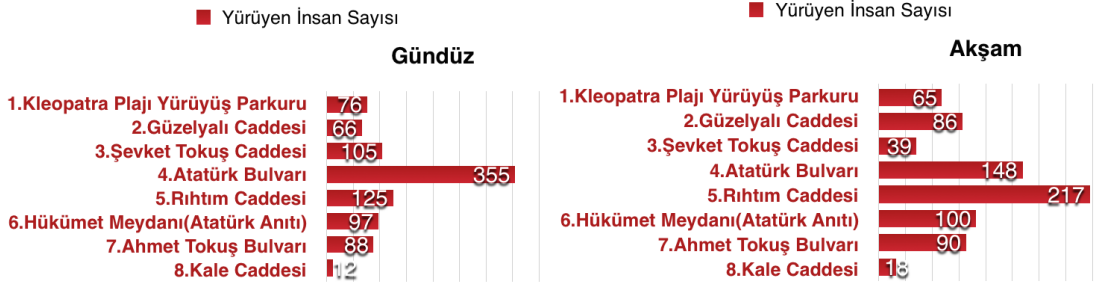 Yürüyen İnsan Sayısı
Gündüz
1.Kleopatra Plajı Yürüyüş Parkuru 76
2.Güzelyalı Caddesi 66
3.Şevket Tokuş Caddesi 105
4.Atatürk Bulvarı 355
5.Rıhtım Caddesi 125
6.Hükümet Meydanı(Atatürk Anıtı) 97
7.Ahmet Tokuş Bulvarı 88
8.Kale Caddesi 12
Yürüyen İnsan Sayısı
Akşam
1.Kleopatra Plajı Yürüyüş Parkuru 65
2.Güzelyalı Caddesi 86
3.Şevket Tokuş Caddesi 39
4.Atatürk Bulvarı 148
5.Rıhtım Caddesi 217
6.Hükümet Meydanı(Atatürk Anıtı) 100
7.Ahmet Tokuş Bulvarı 90
8.Kale Caddesi 18